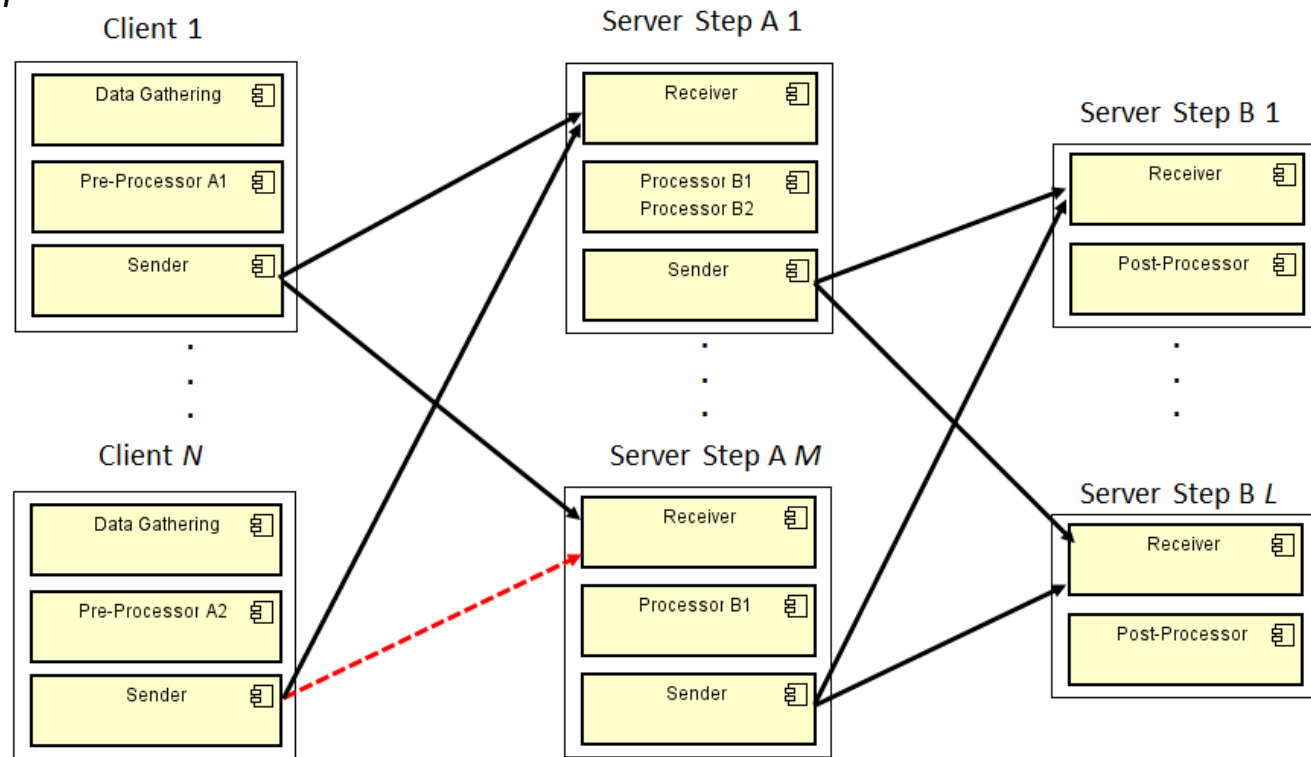 Client 1
Data Gathering
Pre-Processor A1
Sender
Client N
Data Gathering
Pre-Processor A2
Sender
Server Step A 1
Receiver
Processor B1
Processor B2
Sender
Server Step A M
Receiver
Processor B1
Sender
Server Step B 1
Receiver
Post-Processor
Server Step B L
Receiver
Post-Processor